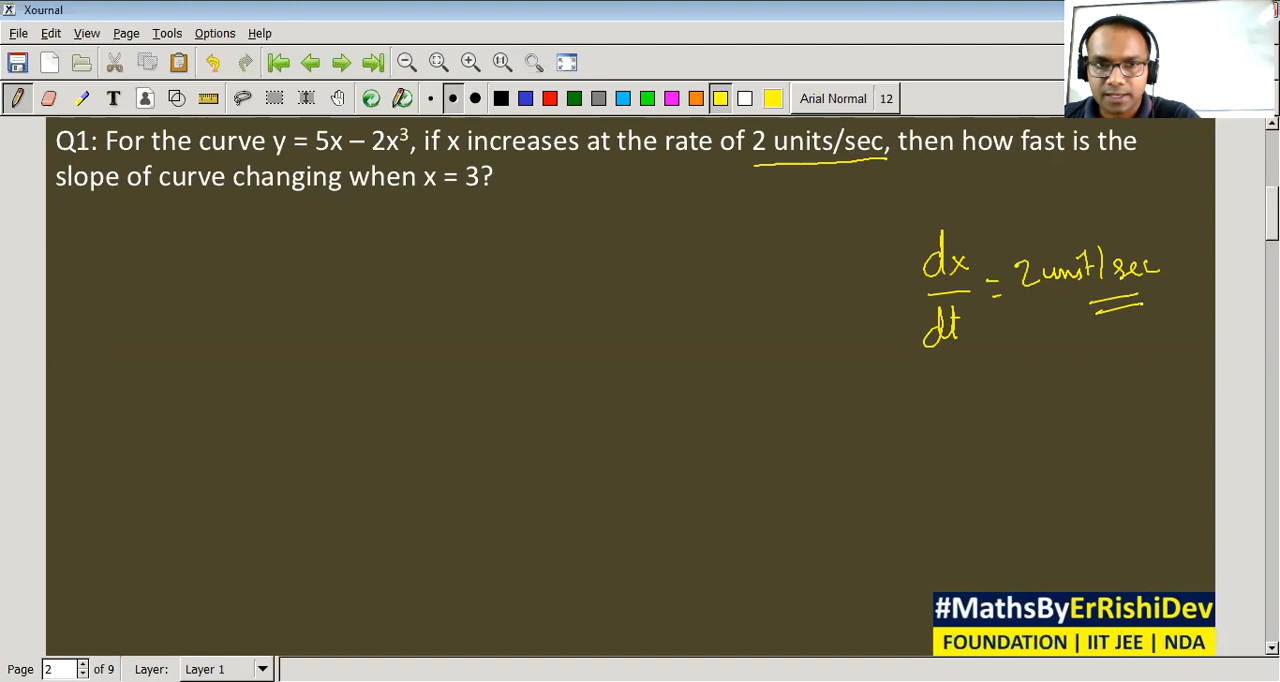 Xournal
File Edit View Page Tools Options Help
Arial Normal 12
Q1: For the curve y = 5x – 2x³, if x increases at the rate of 2 units/sec, then how fast is the
slope of curve changing when x = 3?
dx
dt
= 2 unit/sec
#MathsByErRishiDev
FOUNDATION | IIT JEE | NDA
Page 2 of 9 Layer: Layer 1